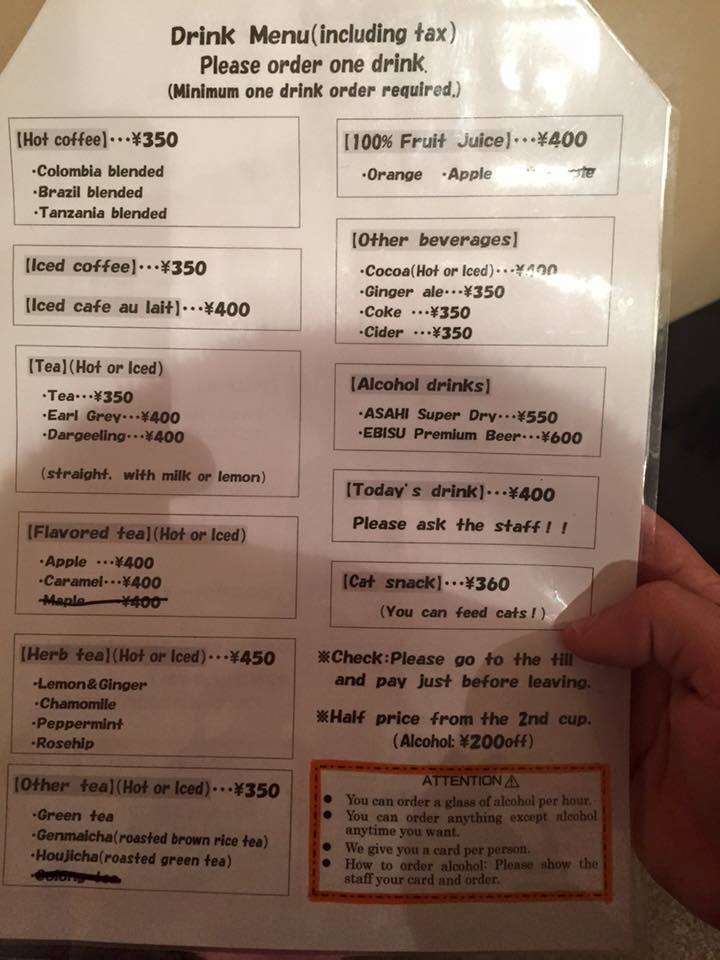 Drink Menu(including tax)
Please order one drink.
(Minimum one drink order required.)
[Hot coffee]･･･¥350
･Colombia blended
･Brazil blended
･Tanzania blended
[Iced coffee]･･･¥350
[Iced cafe au lait]･･･¥400
[Tea](Hot or Iced)
･Tea･･･¥350
･Earl Grey･･･¥400
･Dargeeling･･･¥400
(straight. with milk or lemon)
[Flavored tea](Hot or Iced)
･Apple ･･･¥400
･Caramel･･･¥400
･Maple ･･･¥400
[Herb tea](Hot or Iced)･･･¥450
･Lemon&Ginger
･Chamomile
･Peppermint
･Rosehip
[Other tea](Hot or Iced)･･･¥350
･Green tea
･Genmaicha(roasted brown rice tea)
･Houjicha(roasted green tea)
[100% Fruit Juice]･･･¥400
･Orange ･Apple
[Other beverages]
･Cocoa(Hot or Iced)･･･¥400
･Ginger ale･･･¥350
･Coke ･･･¥350
･Cider ･･･¥350
[Alcohol drinks]
･ASAHI Super Dry･･･¥550
･EBISU Premium Beer･･･¥600
[Today's drink]･･･¥400
Please ask the staff!!
[Cat snack]･･･¥360
(You can feed cats!)
※Check:Please go to the till
and pay just before leaving.
※Half price from the 2nd cup.
(Alcohol: ¥200off)
ATTENTION⚠
● You can order a glass of alcohol per hour.
● You can order anything except alcohol
anytime you want.
● We give you a card per person.
● How to order alcohol: Please show the
staff your card and order.